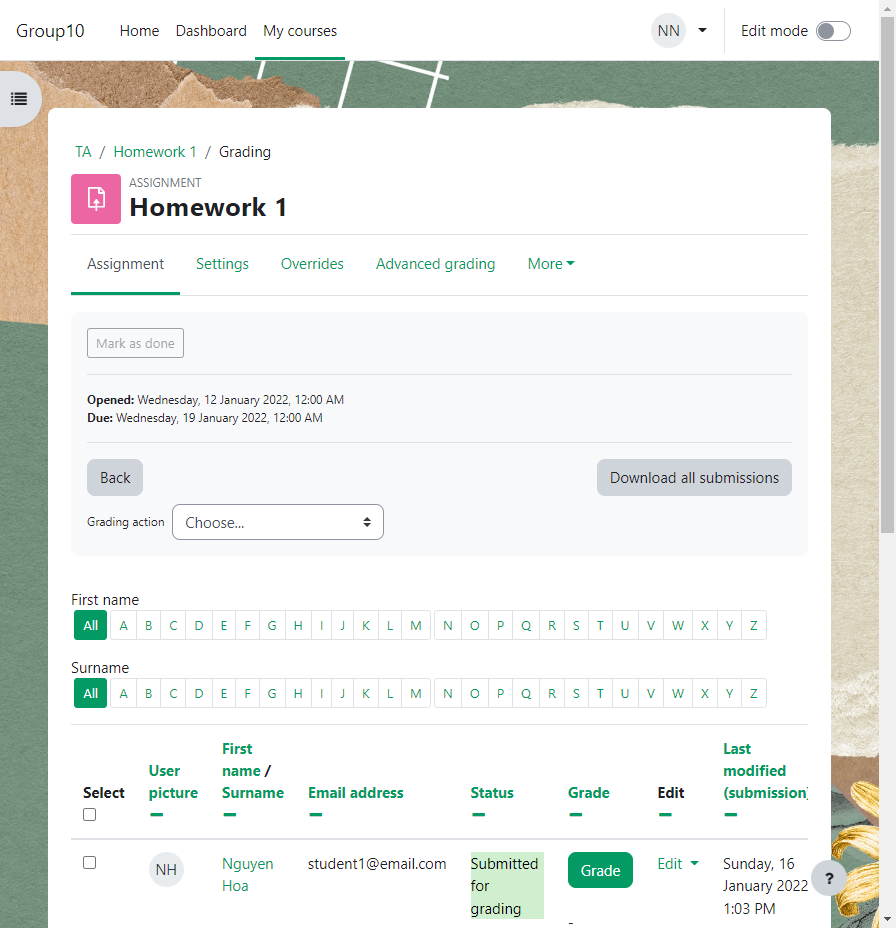 Group10 Home Dashboard My courses NN Edit mode
TA / Homework 1 / Grading
ASSIGNMENT
Homework 1
Assignment Settings Overrides Advanced grading More
Mark as done
Opened: Wednesday, 12 January 2022, 12:00 AM
Due: Wednesday, 19 January 2022, 12:00 AM
Back Download all submissions
Grading action Choose...
First name
All A B C D E F G H I J K L M N O P Q R S T U V W X Y Z
Surname
All A B C D E F G H I J K L M N O P Q R S T U V W X Y Z
Select
User
picture
First
name /
Surname
Email address
Status
Grade
Edit
Last
modified
(submission)
NH
Nguyen
Hoa
student1@email.com
Submitted
for
grading
Grade
-
Edit
Sunday, 16
January 2022
1:03 PM
?